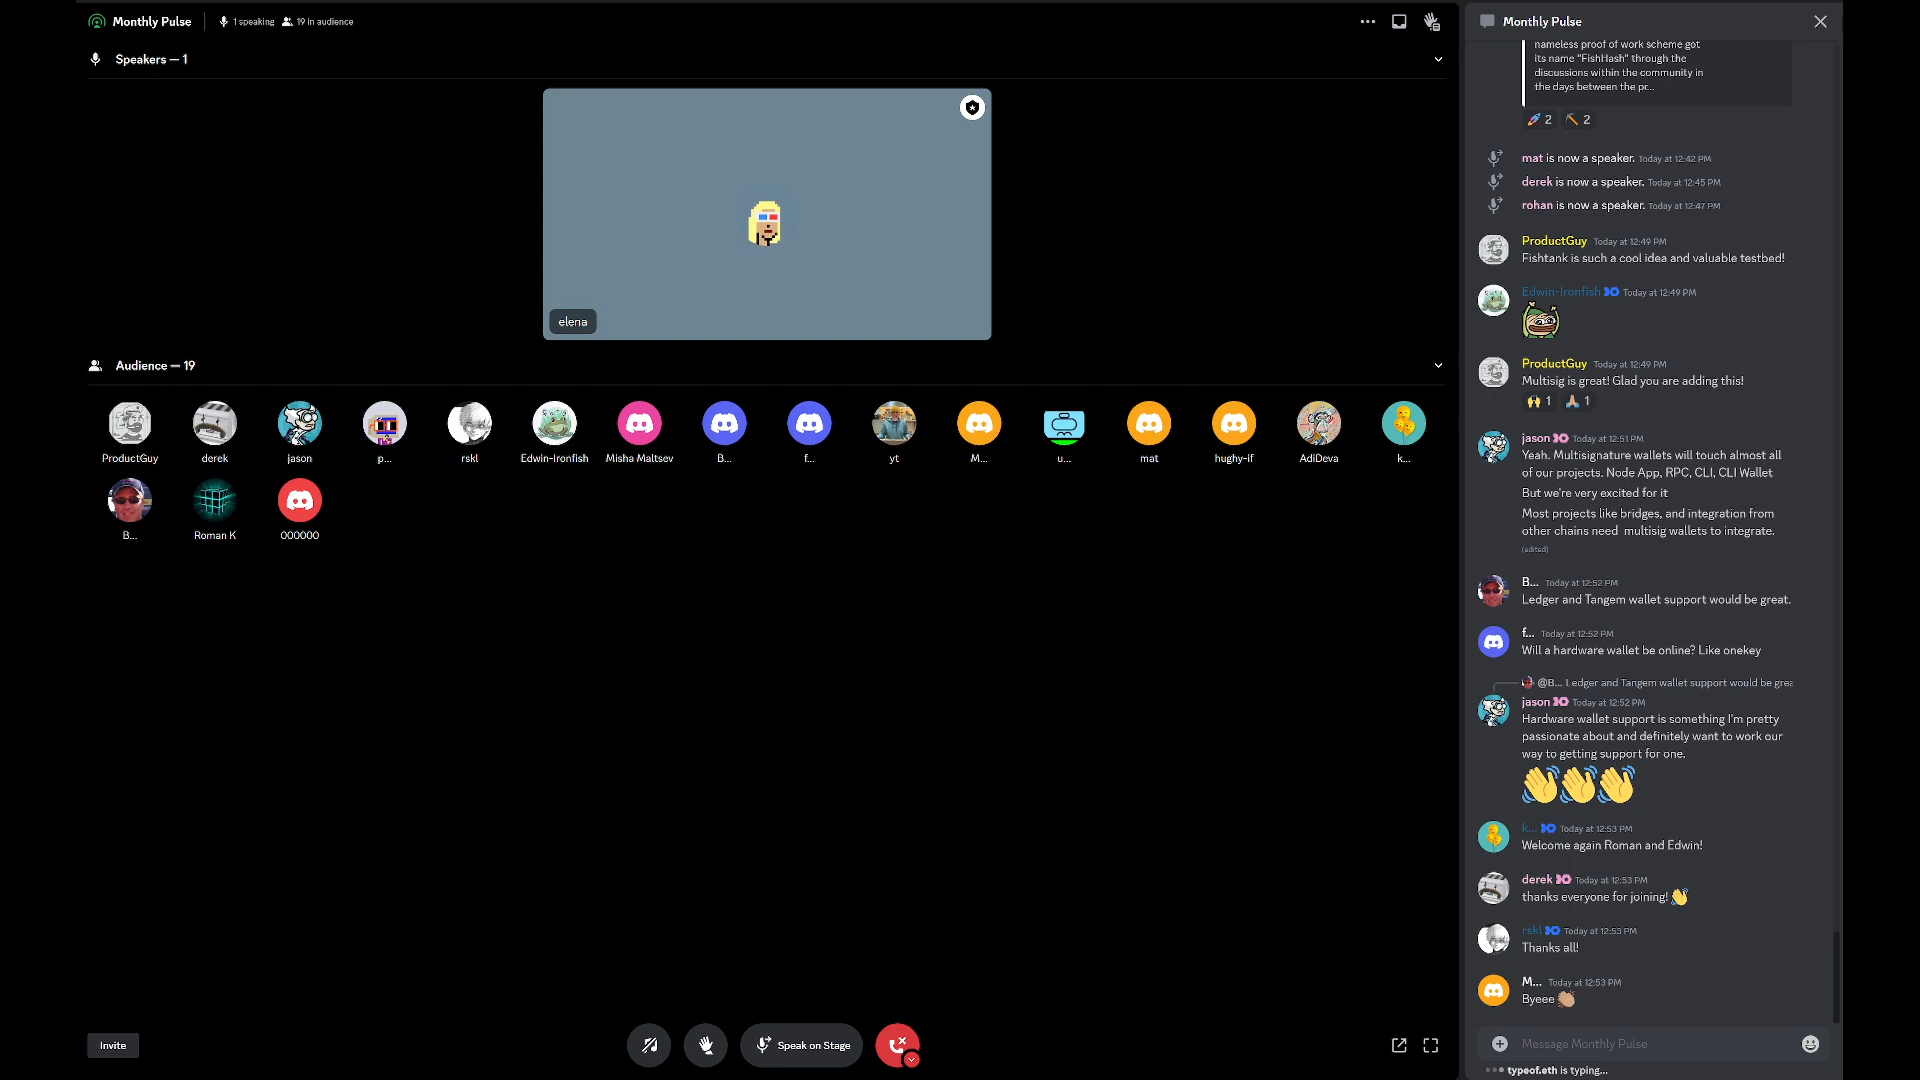 Monthly Pulse
1 speaking
19 in audience
Speakers — 1
elena
Audience — 19
ProductGuy
derek
jason
p...
rskl
Edwin-Ironfish
Misha Maltsev
B...
f...
yt
M...
u...
mat
hughy-if
AdiDeva
k...
B...
Roman K
000000
Invite
Speak on Stage
Monthly Pulse
nameless proof of work scheme got
its name "FishHash" through the
discussions within the community in
the days between the pr...
2
2
mat is now a speaker. Today at 12:42 PM
derek is now a speaker. Today at 12:45 PM
rohan is now a speaker. Today at 12:47 PM
ProductGuy Today at 12:49 PM
Fishtank is such a cool idea and valuable testbed!
Edwin-Ironfish Today at 12:49 PM
ProductGuy Today at 12:49 PM
Multisig is great! Glad you are adding this!
1
1
jason Today at 12:51 PM
Yeah. Multisignature wallets will touch almost all
of our projects. Node App, RPC, CLI, CLI Wallet
But we're very excited for it
Most projects like bridges, and integration from
other chains need multisig wallets to integrate.
(edited)
B... Today at 12:52 PM
Ledger and Tangem wallet support would be great.
f... Today at 12:52 PM
Will a hardware wallet be online? Like onekey
@B... Ledger and Tangem wallet support would be grea
jason Today at 12:52 PM
Hardware wallet support is something I'm pretty
passionate about and definitely want to work our
way to getting support for one.
k... Today at 12:53 PM
Welcome again Roman and Edwin!
derek Today at 12:53 PM
thanks everyone for joining!
rskl Today at 12:53 PM
Thanks all!
M... Today at 12:53 PM
Byeee
Message Monthly Pulse
typeof.eth is typing...